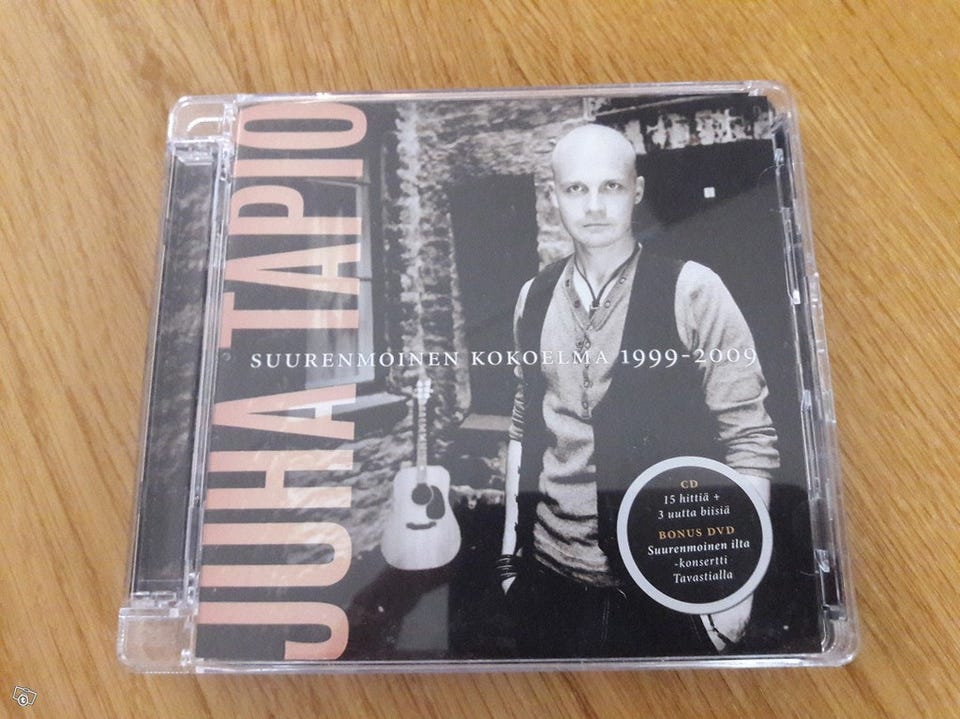 JUHA TAPIO
SUURENMOINEN KOKOELMA 1999-2009
CD
15 hittiä +
3 uutta biisiä
BONUS DVD
Suurenmoinen ilta
-konsertti
Tavastialla